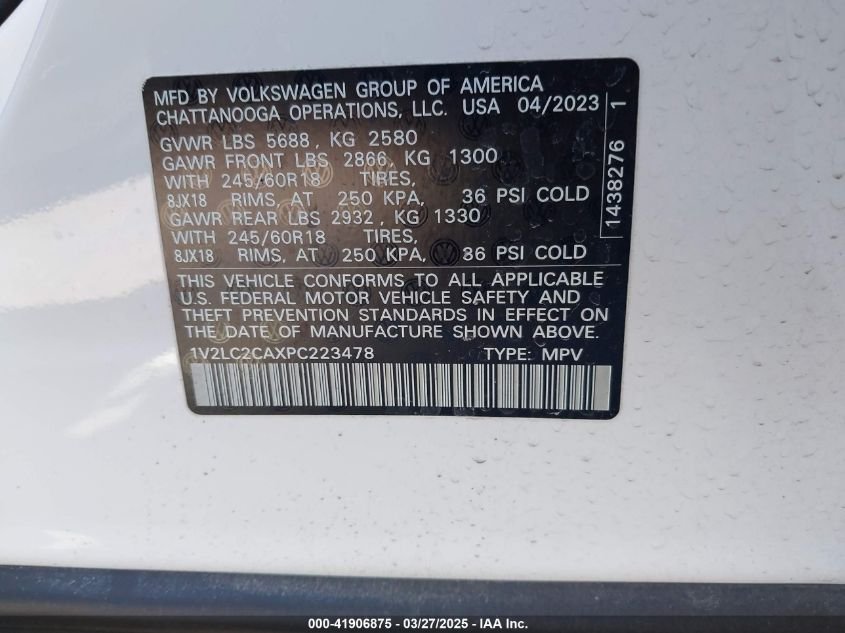 MFD BY VOLKSWAGEN GROUP OF AMERICA
CHATTANOOGA OPERATIONS, LLC. USA 04/2023
GVWR LBS 5688, KG 2580
GAWR FRONT LBS 2866, KG 1300
WITH 245/60R18 TIRES,
8JX18 RIMS, AT 250 KPA, 36 PSI COLD
GAWR REAR LBS 2932, KG 1330
WITH 245/60R18 TIRES,
8JX18 RIMS, AT 250 KPA, 36 PSI COLD
THIS VEHICLE CONFORMS TO ALL APPLICABLE
U.S. FEDERAL MOTOR VEHICLE SAFETY AND
THEFT PREVENTION STANDARDS IN EFFECT ON
THE DATE OF MANUFACTURE SHOWN ABOVE.
1V2LC2CAXPC223478 TYPE: MPV
1438276 1
000-41906875 - 03/27/2025 - IAA Inc.